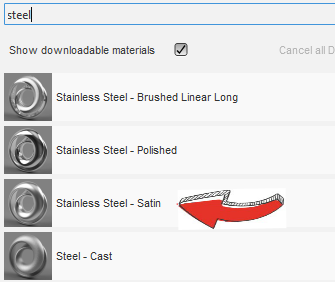 steel
Show downloadable materials
Cancel all D
Stainless Steel - Brushed Linear Long
Stainless Steel - Polished
Stainless Steel - Satin
Steel - Cast